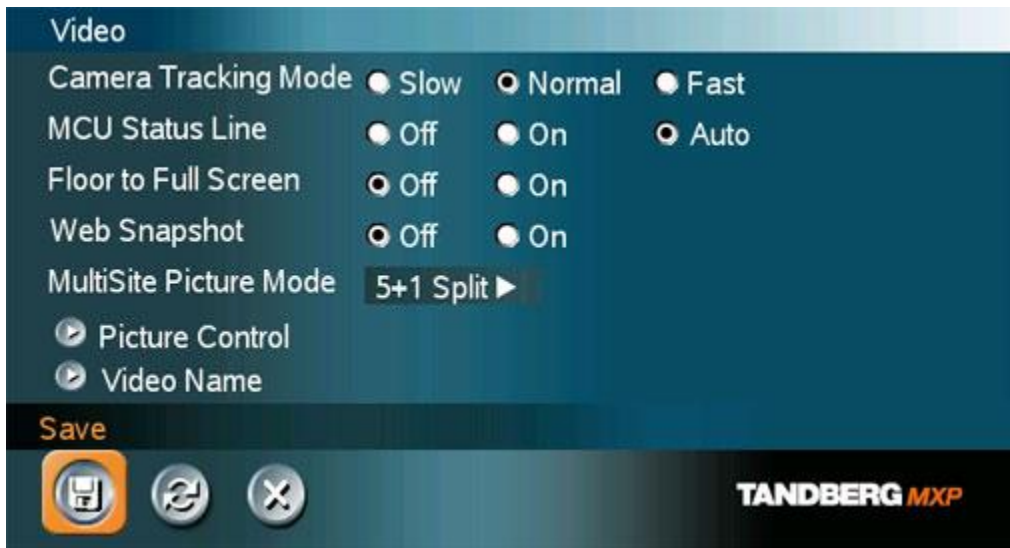 Video
Camera Tracking Mode Slow Normal Fast
MCU Status Line Off On Auto
Floor to Full Screen Off On
Web Snapshot Off On
MultiSite Picture Mode 5+1 Split
Picture Control
Video Name
Save
TANDBERG MXP